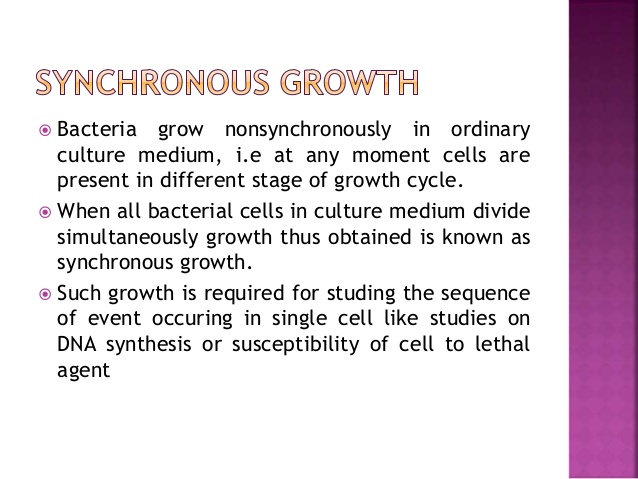 SYNCHRONOUS GROWTH
Bacteria grow nonsynchronously in ordinary
culture medium, i.e at any moment cells are
present in different stage of growth cycle.
When all bacterial cells in culture medium divide
simultaneously growth thus obtained is known as
synchronous growth.
Such growth is required for studing the sequence
of event occuring in single cell like studies on
DNA synthesis or susceptibility of cell to lethal
agent